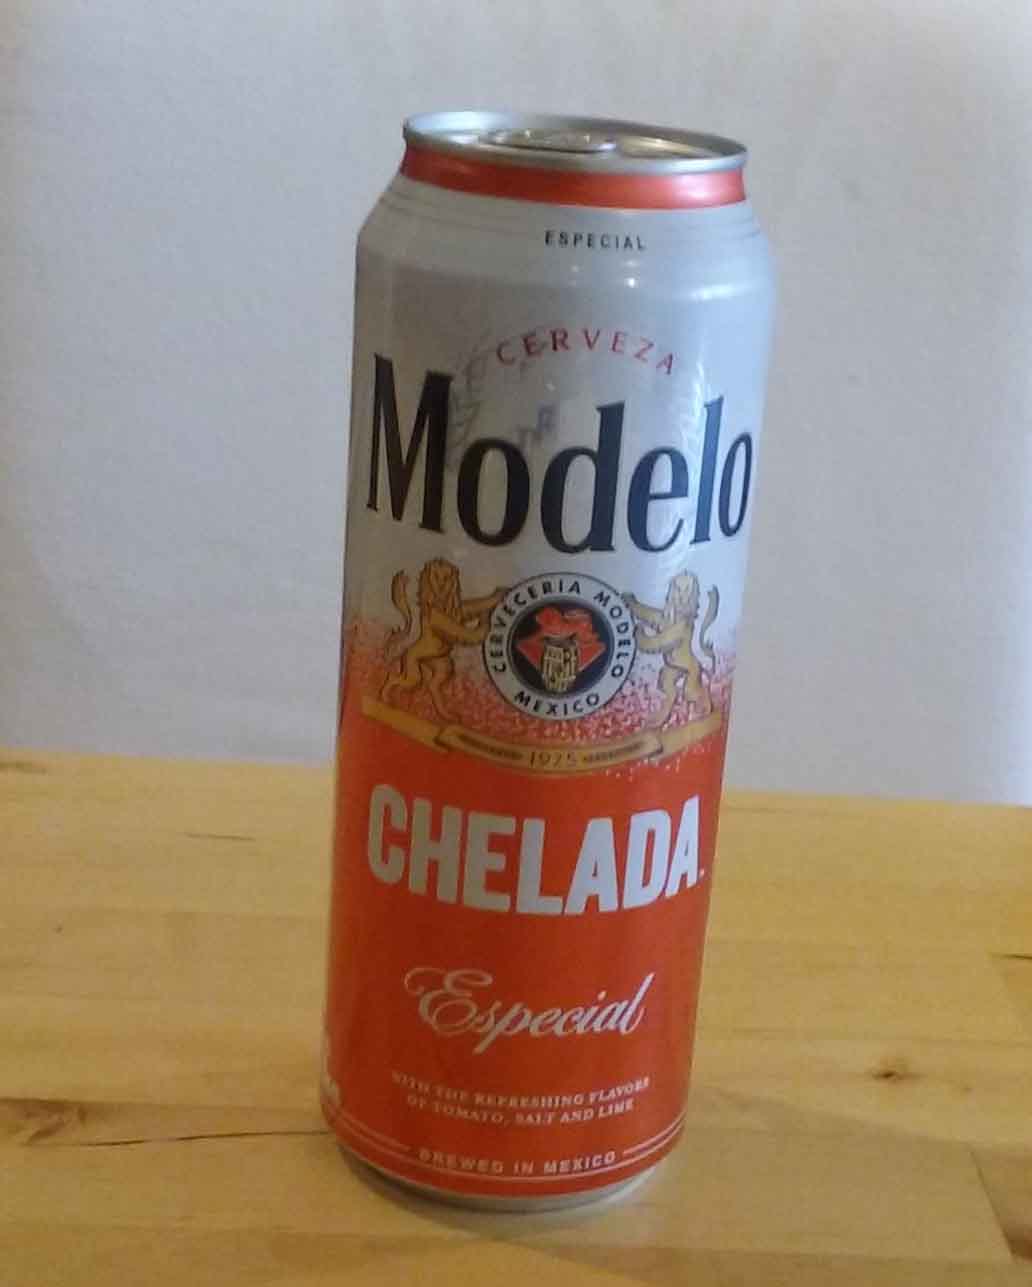 ESPECIAL
CERVEZA
Modelo
CERVECERIA MODELO
MEXICO
1925
CHELADA
Especial
WITH THE REFRESHING FLAVORS
OF TOMATO, SALT AND LIME
BREWED IN MEXICO